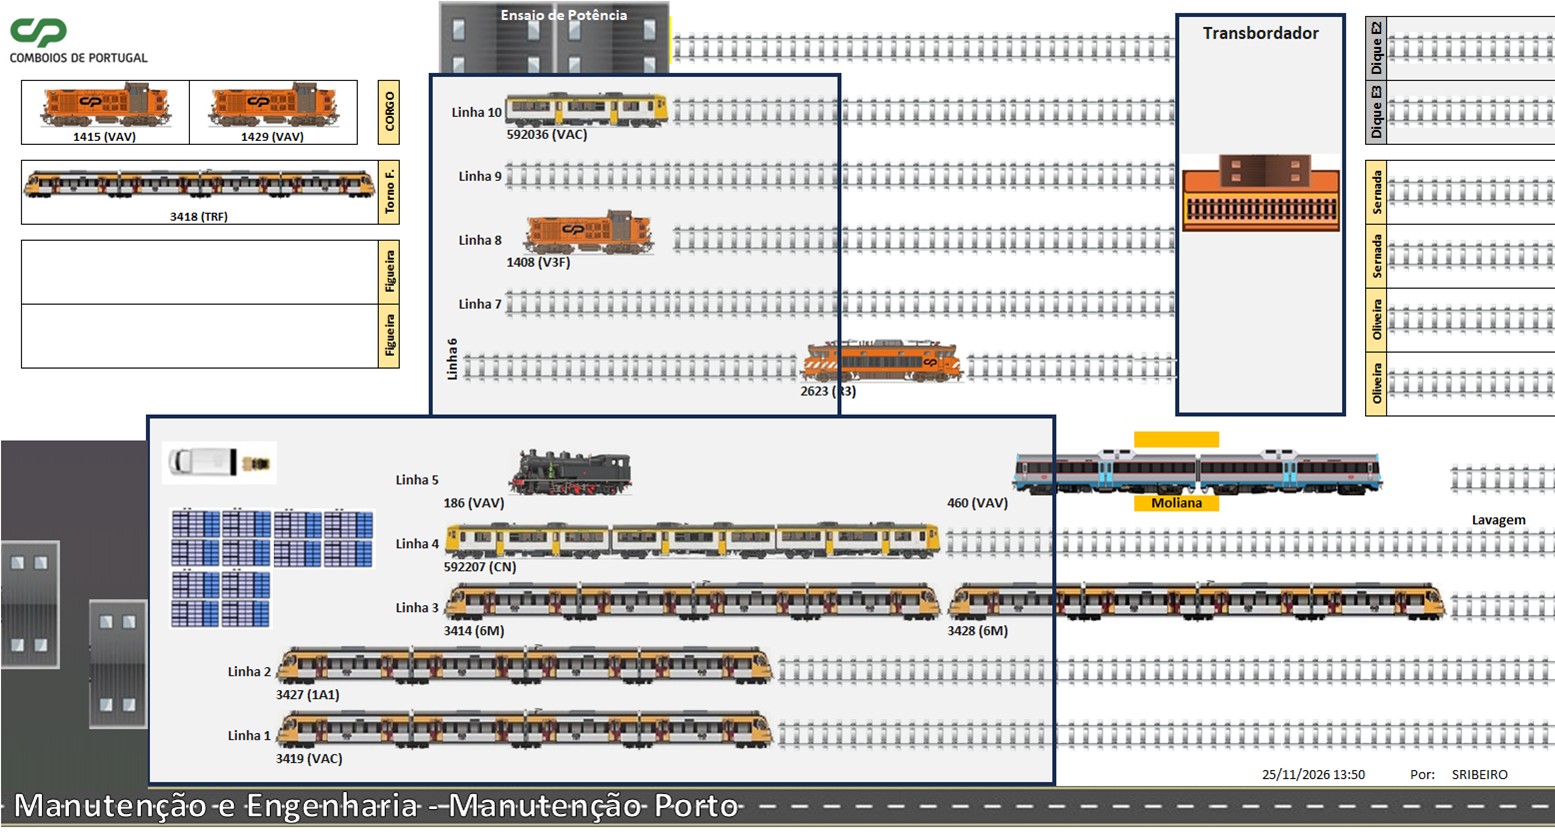 CP
COMBOIOS DE PORTUGAL
Ensaio de Potência
Transbordador
Dique E2
Dique E3
CORGO
1415 (VAV)
1429 (VAV)
Torno F.
3418 (TRF)
Figueira
Figueira
Linha 10
592036 (VAC)
Linha 9
Linha 8
1408 (V3F)
Linha 7
Linha 6
2623 (R3)
Sernada
Sernada
Oliveira
Oliveira
Linha 5
186 (VAV)
460 (VAV)
Moliana
Lavagem
Linha 4
592207 (CN)
Linha 3
3414 (6M)
3428 (6M)
Linha 2
3427 (1A1)
Linha 1
3419 (VAC)
25/11/2026 13:50 Por: SRIBEIRO
Manutenção e Engenharia - Manutenção Porto